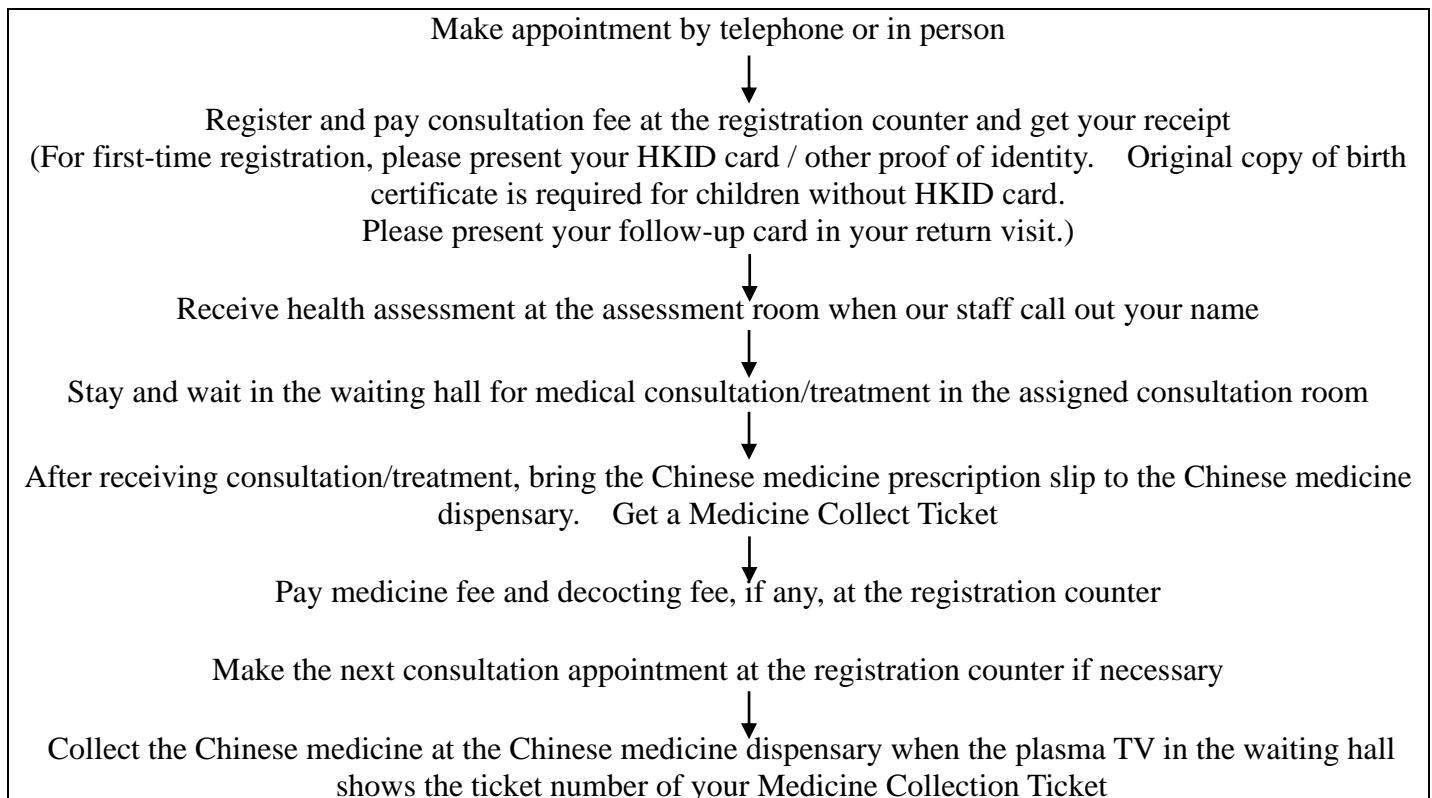 Make appointment by telephone or in person
Register and pay consultation fee at the registration counter and get your receipt
(For first-time registration, please present your HKID card / other proof of identity. Original copy of birth
certificate is required for children without HKID card.
Please present your follow-up card in your return visit.)
Receive health assessment at the assessment room when our staff call out your name
Stay and wait in the waiting hall for medical consultation/treatment in the assigned consultation room
After receiving consultation/treatment, bring the Chinese medicine prescription slip to the Chinese medicine
dispensary. Get a Medicine Collect Ticket
Pay medicine fee and decocting fee, if any, at the registration counter
Make the next consultation appointment at the registration counter if necessary
Collect the Chinese medicine at the Chinese medicine dispensary when the plasma TV in the waiting hall
shows the ticket number of your Medicine Collection Ticket